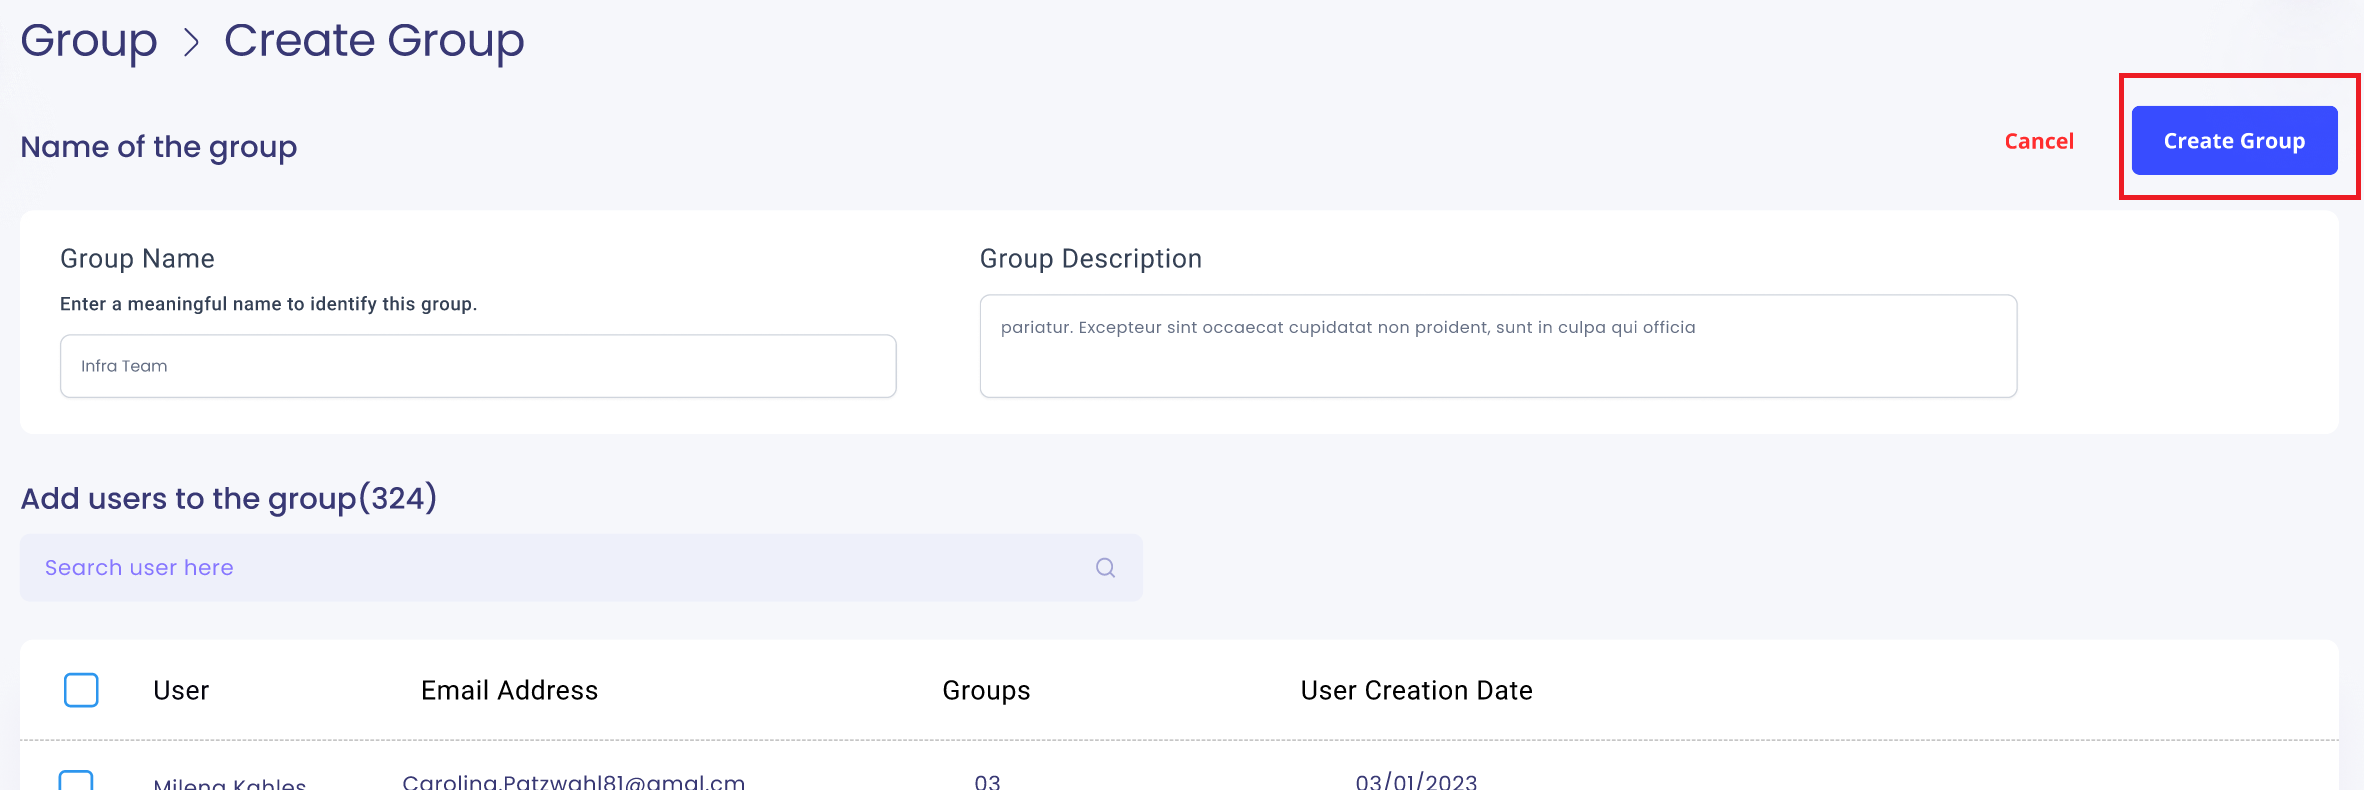 Group > Create Group
Name of the group
Cancel
Create Group
Group Name
Group Description
Enter a meaningful name to identify this group.
pariatur. Excepteur sint occaecat cupidatat non proident, sunt in culpa qui officia
Infra Team
Add users to the group(324)
Search user here
User Email Address Groups User Creation Date
Milena Kahles Carolina.Patzwahl81@gmal.cm 03 03/01/2023